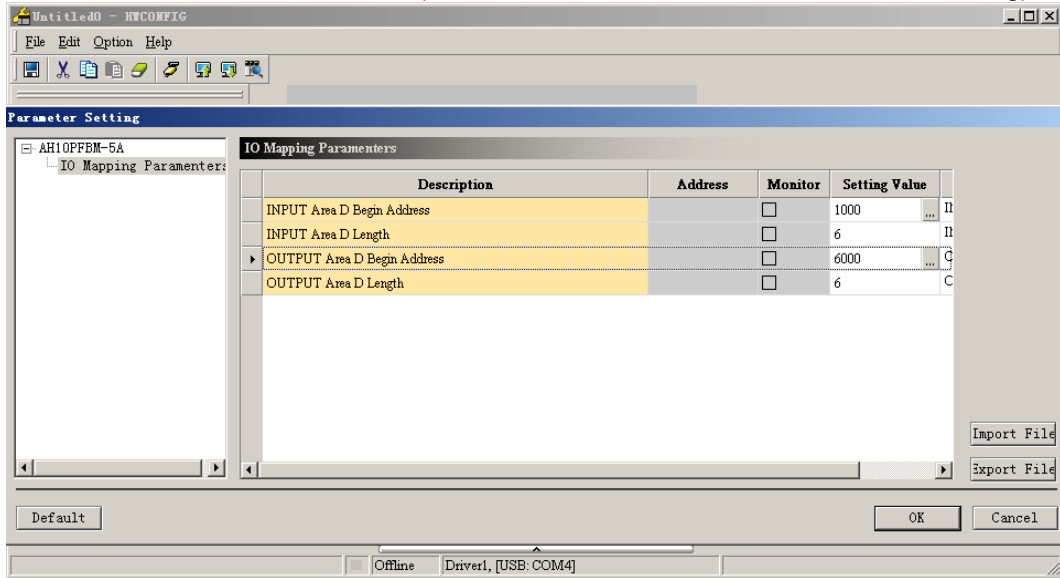 Untitled0 - HWCONFIG
File Edit Option Help
Parameter Setting
AH10PFBM-5A
IO Mapping Paramenters
IO Mapping Paramenters
Description Address Monitor Setting Value
INPUT Area D Begin Address 1000 ...
INPUT Area D Length 6
OUTPUT Area D Begin Address 6000 ...
OUTPUT Area D Length 6
Import File
Export File
Default OK Cancel
Offline Driver1, [USB: COM4]